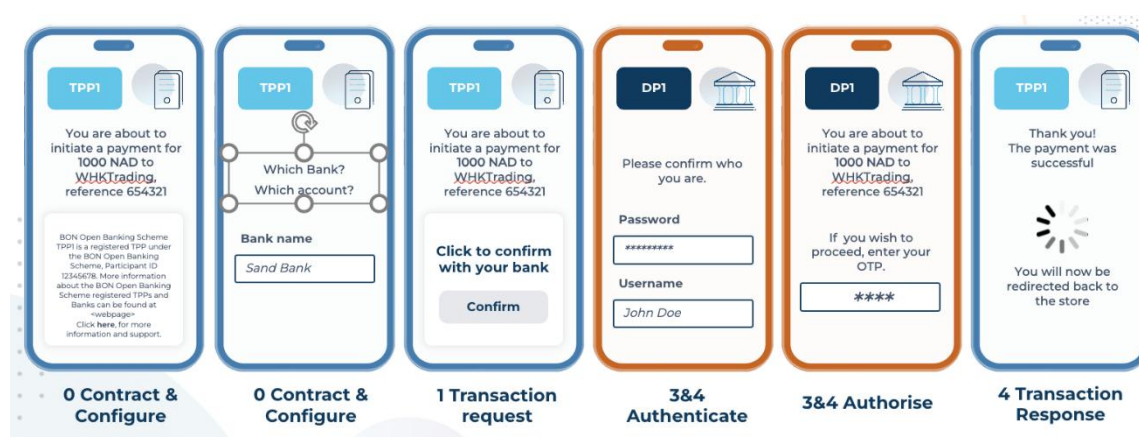 TPP1
You are about to
initiate a payment for
1000 NAD to
WHKTrading,
reference 654321
BON Open Banking Scheme
TPP1 is a registered TPP under
the BON Open Banking
Scheme, Participant ID
12345678. More information
about the BON Open Banking
Scheme registered TPPs and
Banks can be found at
<webpage>
Click here, for more
information and support.
0 Contract &
Configure
TPP1
Which Bank?
Which account?
Bank name
Sand Bank
0 Contract &
Configure
TPP1
You are about to
initiate a payment for
1000 NAD to
WHKTrading,
reference 654321
Click to confirm
with your bank
Confirm
1 Transaction
request
DP1
Please confirm who
you are.
Password
*********
Username
John Doe
3&4
Authenticate
DP1
You are about to
initiate a payment for
1000 NAD to
WHKTrading,
reference 654321
If you wish to
proceed, enter your
OTP.
****
3&4 Authorise
TPP1
Thank you!
The payment was
successful
You will now be
redirected back to
the store
4 Transaction
Response